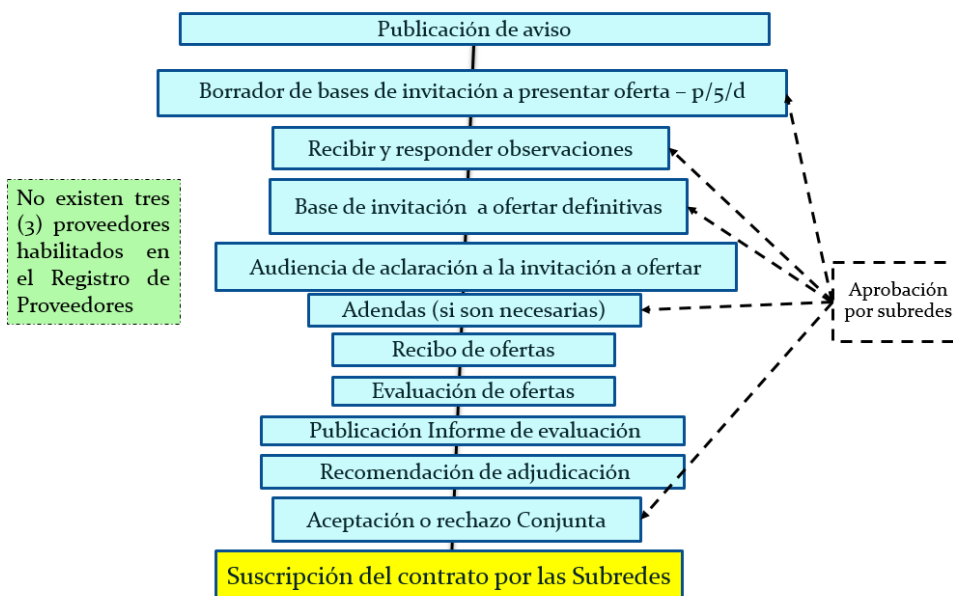 Publicación de aviso
Borrador de bases de invitación a presentar oferta – p/5/d
Recibir y responder observaciones
Base de invitación a ofertar definitivas
Audiencia de aclaración a la invitación a ofertar
Adendas (si son necesarias)
Recibo de ofertas
Evaluación de ofertas
Publicación Informe de evaluación
Recomendación de adjudicación
Aceptación o rechazo Conjunta
Suscripción del contrato por las Subredes
No existen tres
(3) proveedores
habilitados en
el Registro de
Proveedores
Aprobación
por subredes